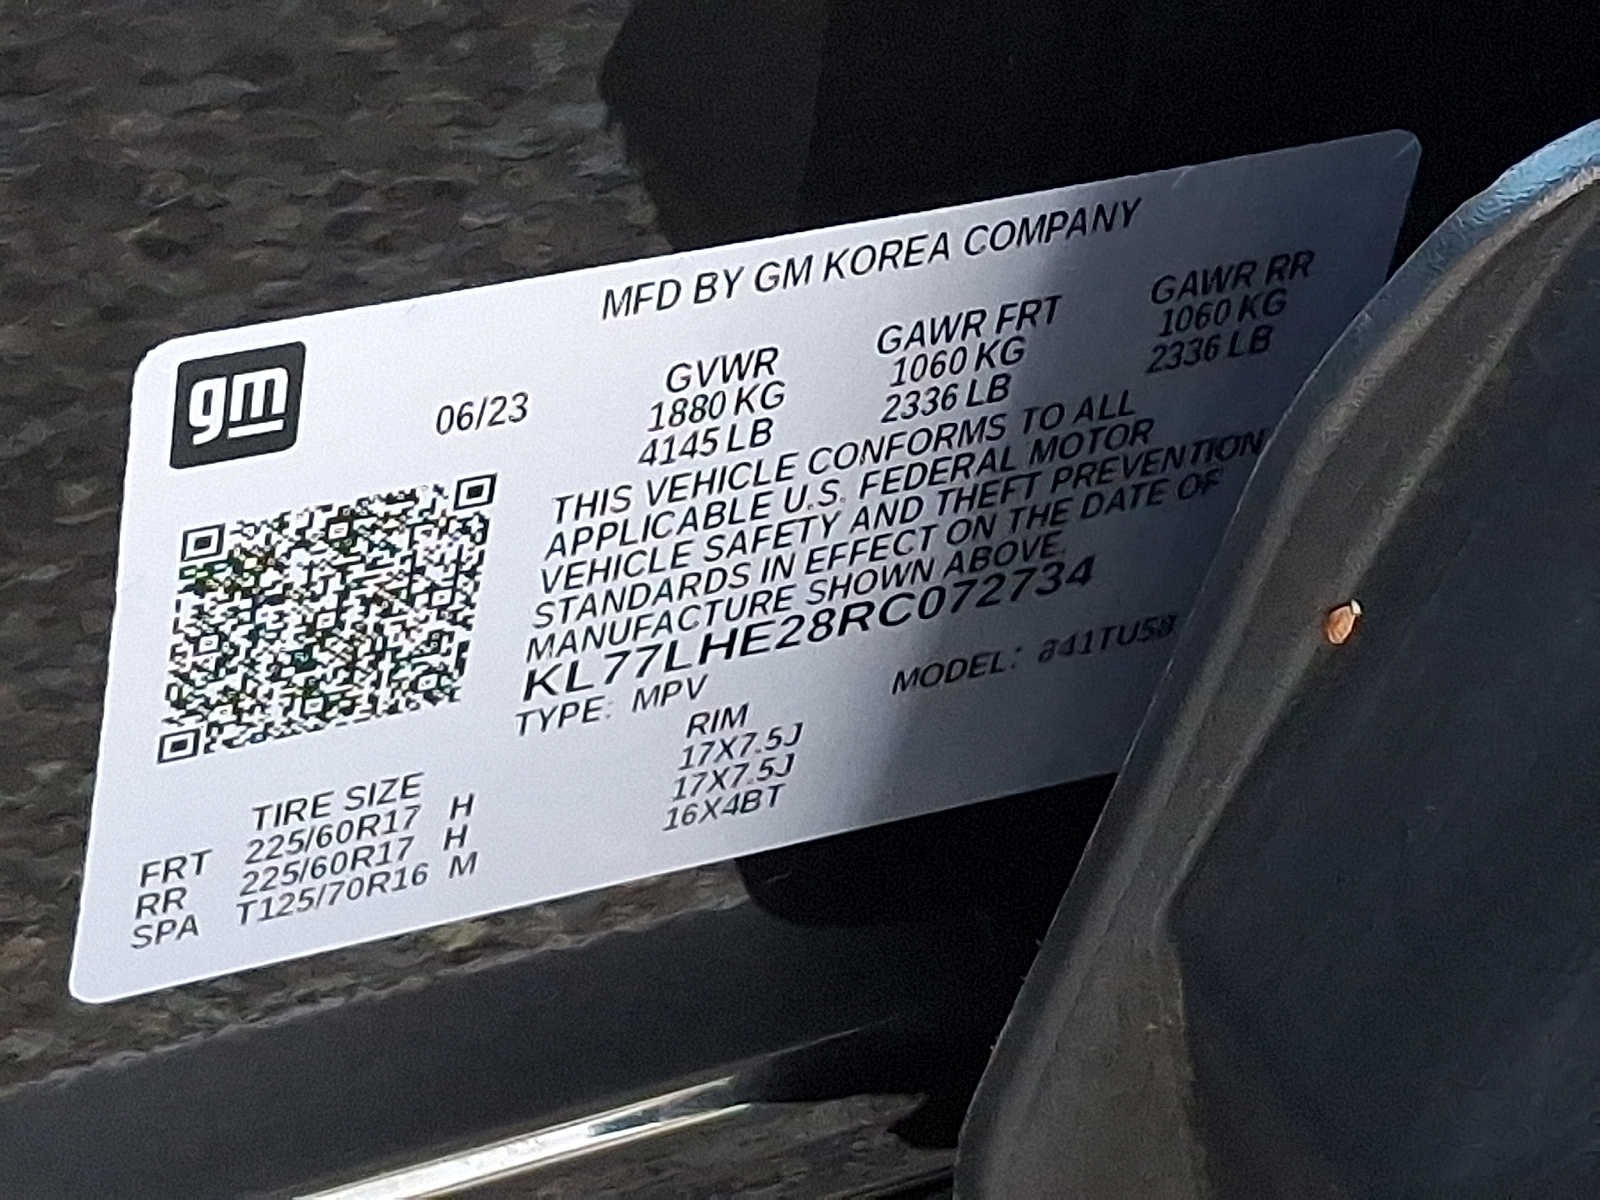 MFD BY GM KOREA COMPANY
gm
06/23
GVWR GAWR FRT GAWR RR
1880 KG 1060 KG 1060 KG
4145 LB 2336 LB 2336 LB
THIS VEHICLE CONFORMS TO ALL
APPLICABLE U.S. FEDERAL MOTOR
VEHICLE SAFETY AND THEFT PREVENTION
STANDARDS IN EFFECT ON THE DATE OF
MANUFACTURE SHOWN ABOVE.
KL77LHE28RC072734
TYPE: MPV MODEL:
TIRE SIZE RIM
FRT 225/60R17 H 17X7.5J
RR 225/60R17 H 17X7.5J
SPA T125/70R16 M 16X4BT